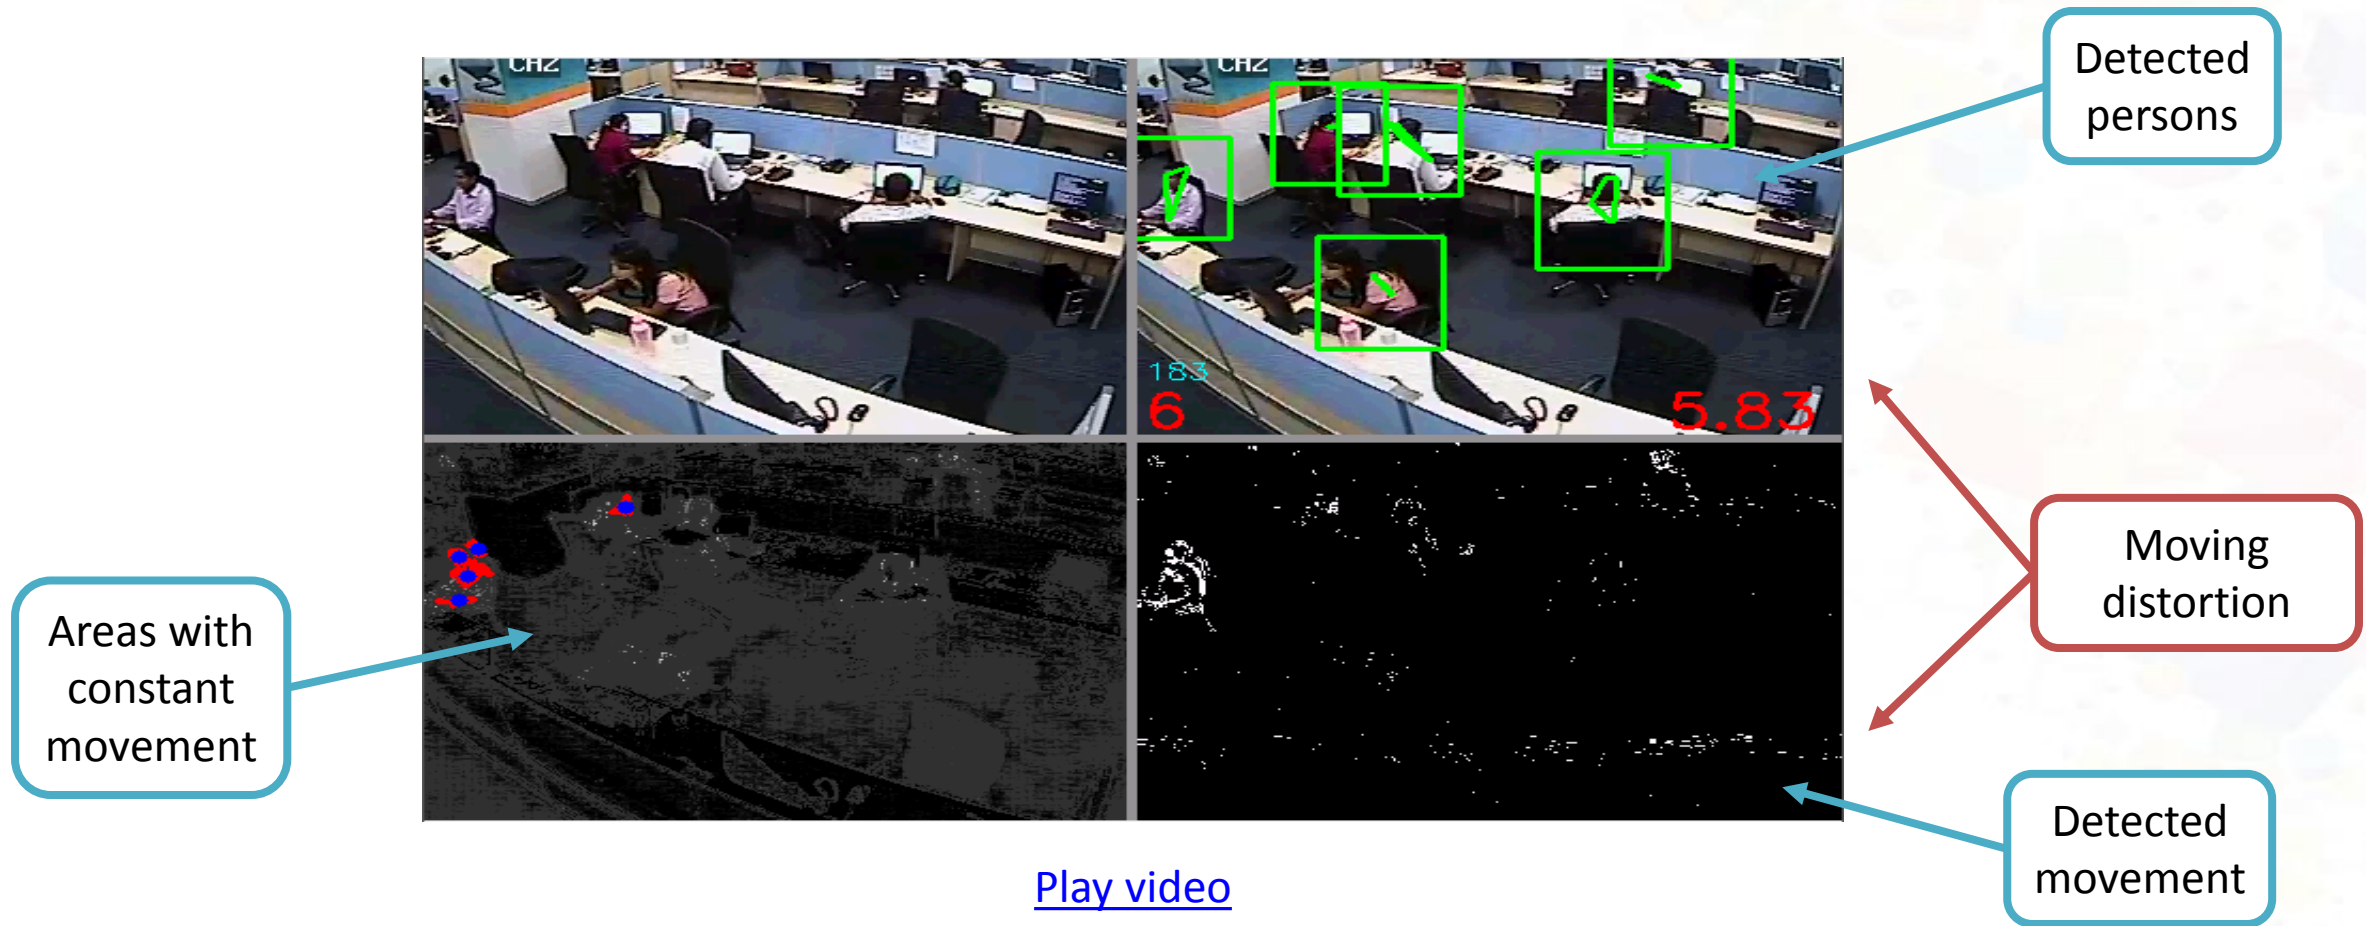 Detected
persons
CH2
CH2
183
6
5.83
Moving
distortion
Areas with
constant
movement
Detected
movement
Play video